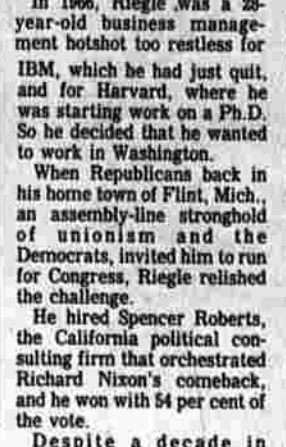 In 1966, Riegle was a 28-
year-old business manage-
ment hotshot too restless for
IBM, which he had just quit,
and for Harvard, where he
was starting work on a Ph.D.
So he decided that he wanted
to work in Washington.
When Republicans back in
his home town of Flint, Mich.,
an assembly-line stronghold
of unionism and the
Democrats, invited him to run
for Congress, Riegle relished
the challenge.
He hired Spencer Roberts,
the California political con-
sulting firm that orchestrated
Richard Nixon's comeback,
and he won with 54 per cent of
the vote.
Despite a decade in